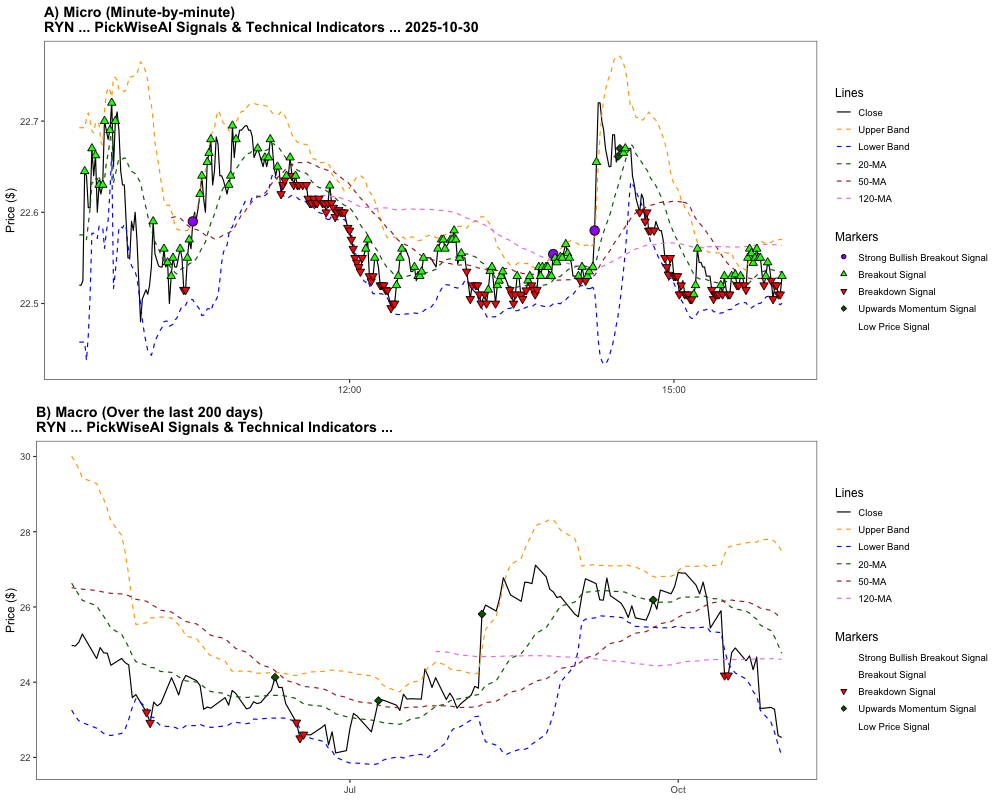 A) Micro (Minute-by-minute)
RYN ... PickWiseAI Signals & Technical Indicators ... 2025-10-30
Price ($)
22.7
22.6
22.5
12:00
15:00
Lines
Close
Upper Band
Lower Band
20-MA
50-MA
120-MA
Markers
Strong Bullish Breakout Signal
Breakout Signal
Breakdown Signal
Upwards Momentum Signal
Low Price Signal
B) Macro (Over the last 200 days)
RYN ... PickWiseAI Signals & Technical Indicators ...
Price ($)
30
28
26
24
22
Jul
Oct
Lines
Close
Upper Band
Lower Band
20-MA
50-MA
120-MA
Markers
Strong Bullish Breakout Signal
Breakout Signal
Breakdown Signal
Upwards Momentum Signal
Low Price Signal